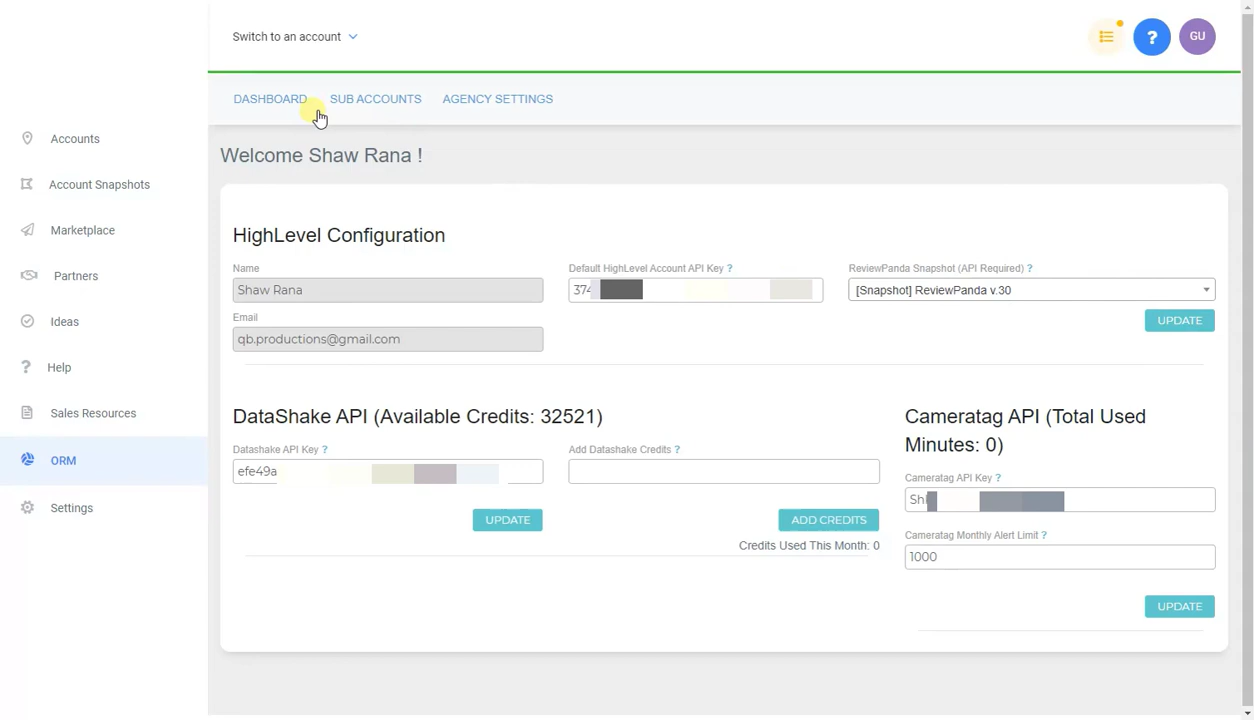 Switch to an account
?
GU
DASHBOARD SUB ACCOUNTS AGENCY SETTINGS
Accounts
Account Snapshots
Marketplace
Partners
Ideas
Help
Sales Resources
ORM
Settings
Welcome Shaw Rana !
HighLevel Configuration
Name
Shaw Rana
Default HighLevel Account API Key ?
374
ReviewPanda Snapshot (API Required) ?
[Snapshot] ReviewPanda v.30
UPDATE
Email
qb.productions@gmail.com
DataShake API (Available Credits: 32521)
Datashake API Key ?
efe49a
UPDATE
Add Datashake Credits ?
ADD CREDITS
Credits Used This Month: 0
Cameratag API (Total Used
Minutes: 0)
Cameratag API Key ?
Cameratag Monthly Alert Limit ?
1000
UPDATE